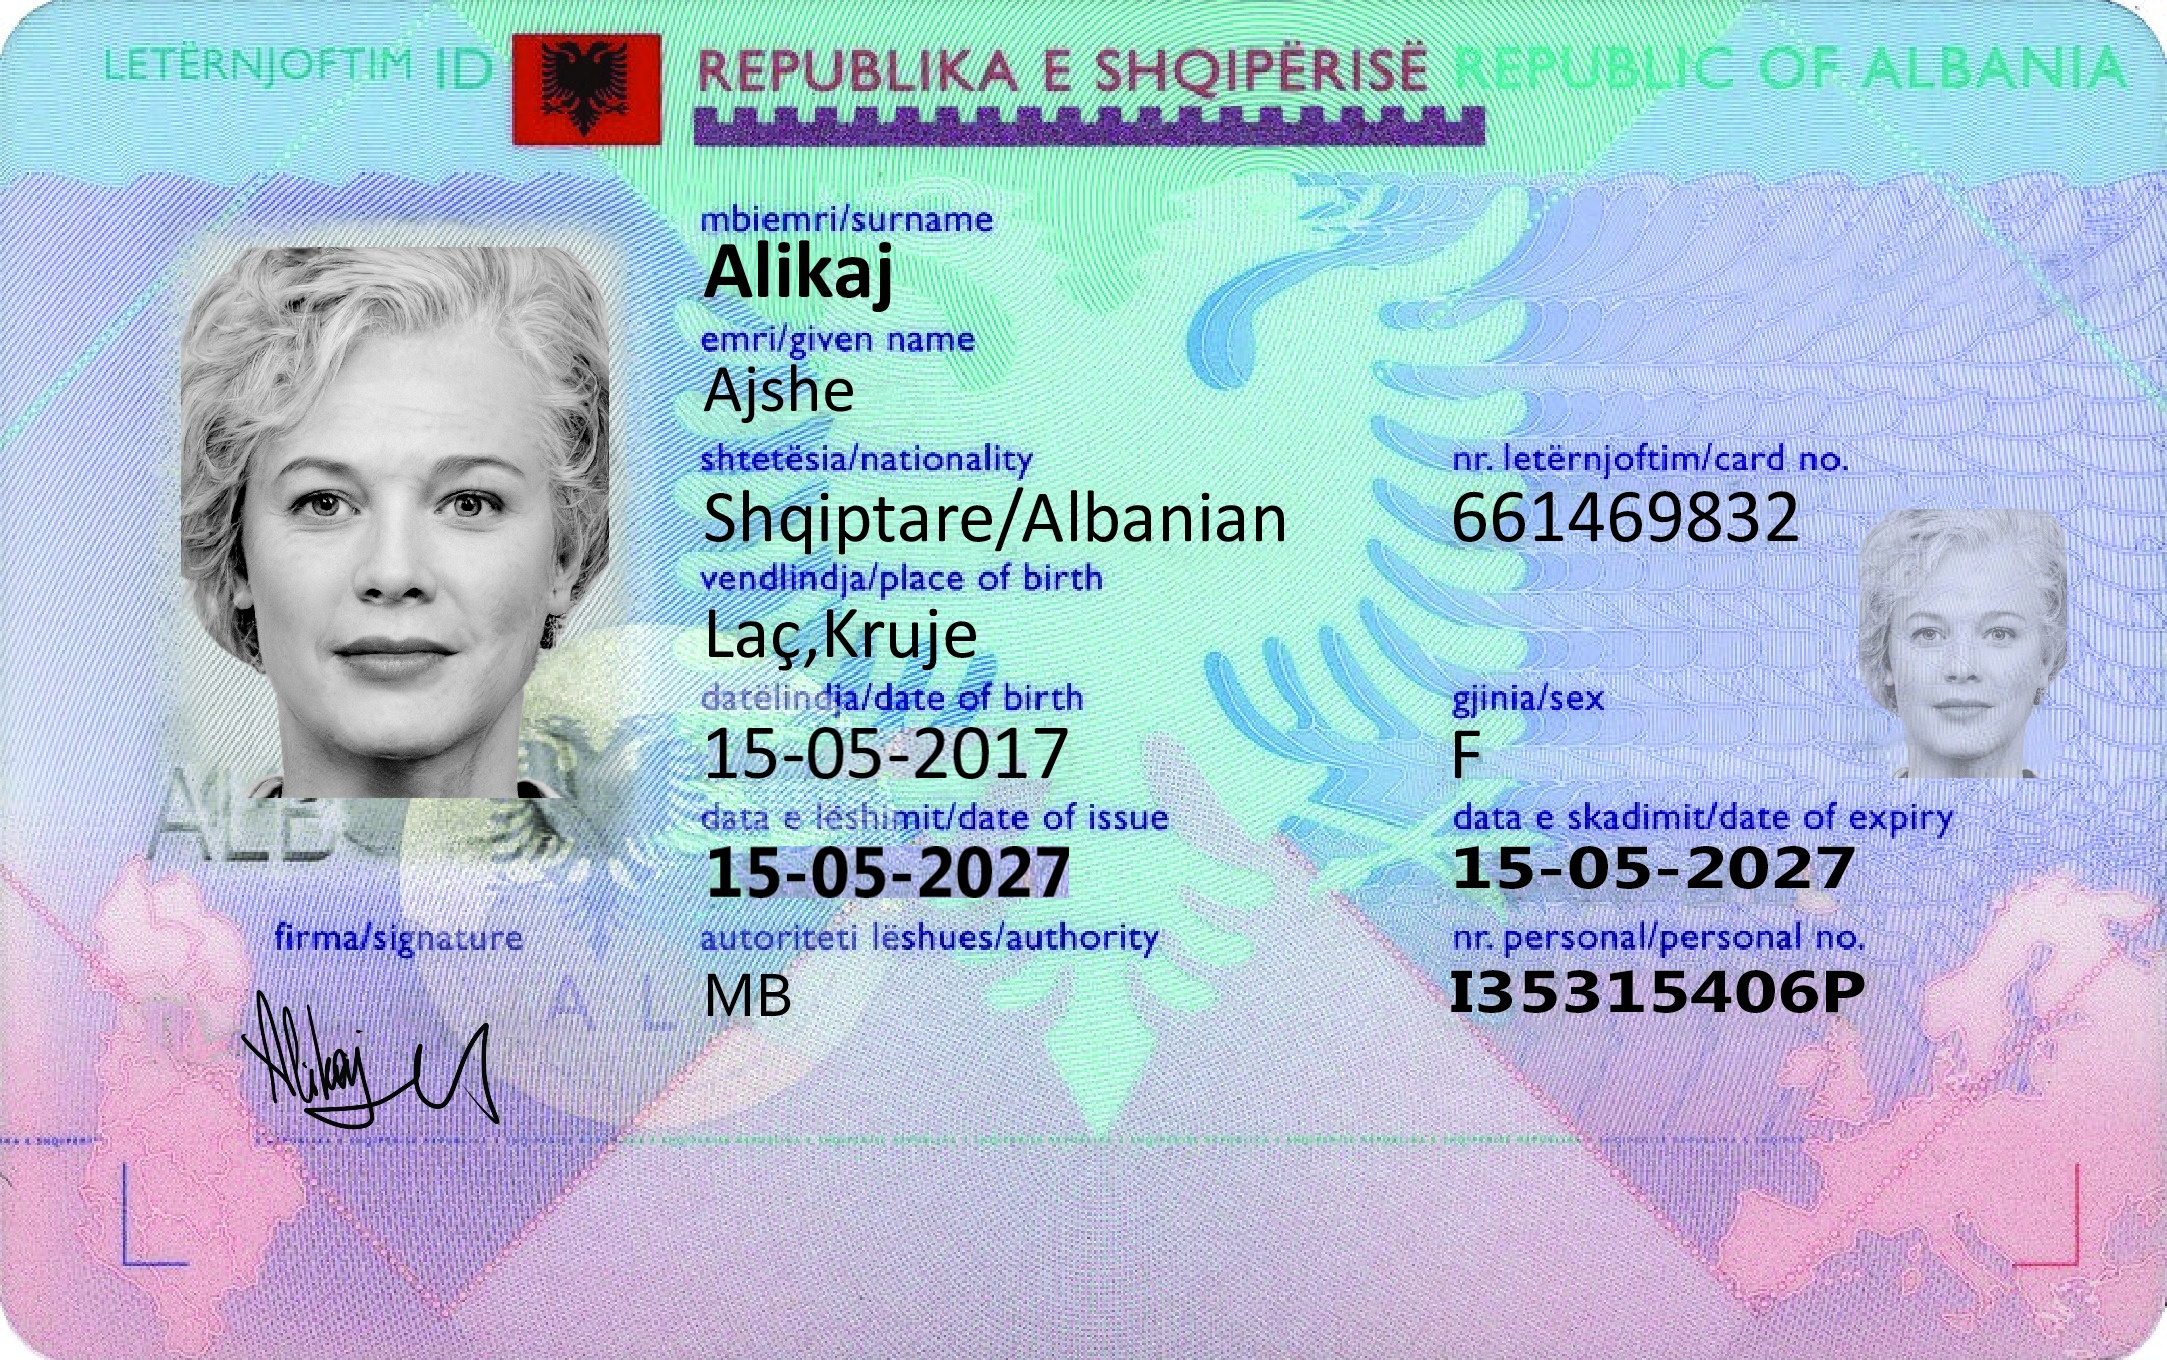 LETËRNJOFTIM ID REPUBLIKA E SHQIPËRISË REPUBLIC OF ALBANIA
mbiemri/surname
Alikaj
emri/given name
Ajshe
shtetësia/nationality nr. letërnjoftim/card no.
Shqiptare/Albanian 661469832
vendlindja/place of birth
Laç,Kruje
datëlindja/date of birth gjinia/sex
15-05-2017 F
data e lëshimit/date of issue data e skadimit/date of expiry
15-05-2027 15-05-2027
firma/signature autoriteti lëshues/authority nr. personal/personal no.
MB I35315406P
Alikaj